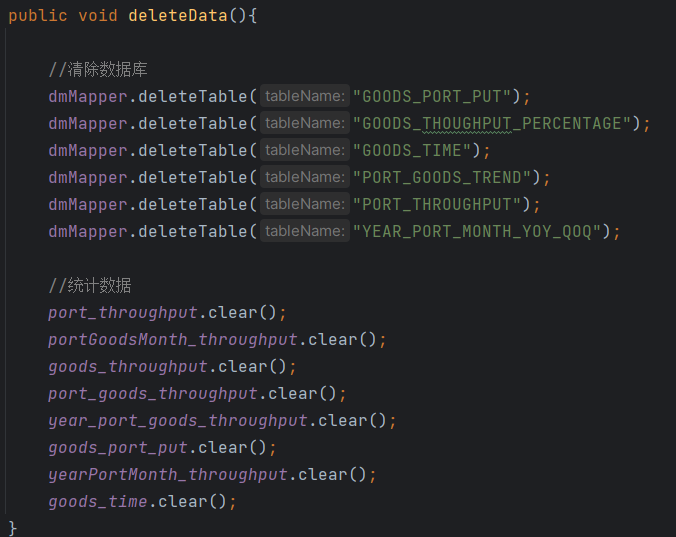 public void deleteData(){
//清除数据库
dmMapper.deleteTable( tableName: "GOODS_PORT_PUT");
dmMapper.deleteTable( tableName: "GOODS_THOUGHPUT_PERCENTAGE");
dmMapper.deleteTable( tableName: "GOODS_TIME");
dmMapper.deleteTable( tableName: "PORT_GOODS_TREND");
dmMapper.deleteTable( tableName: "PORT_THROUGHPUT");
dmMapper.deleteTable( tableName: "YEAR_PORT_MONTH_YOY_QOQ");
//统计数据
port_throughput.clear();
portGoodsMonth_throughput.clear();
goods_throughput.clear();
port_goods_throughput.clear();
year_port_goods_throughput.clear();
goods_port_put.clear();
yearPortMonth_throughput.clear();
goods_time.clear();
}